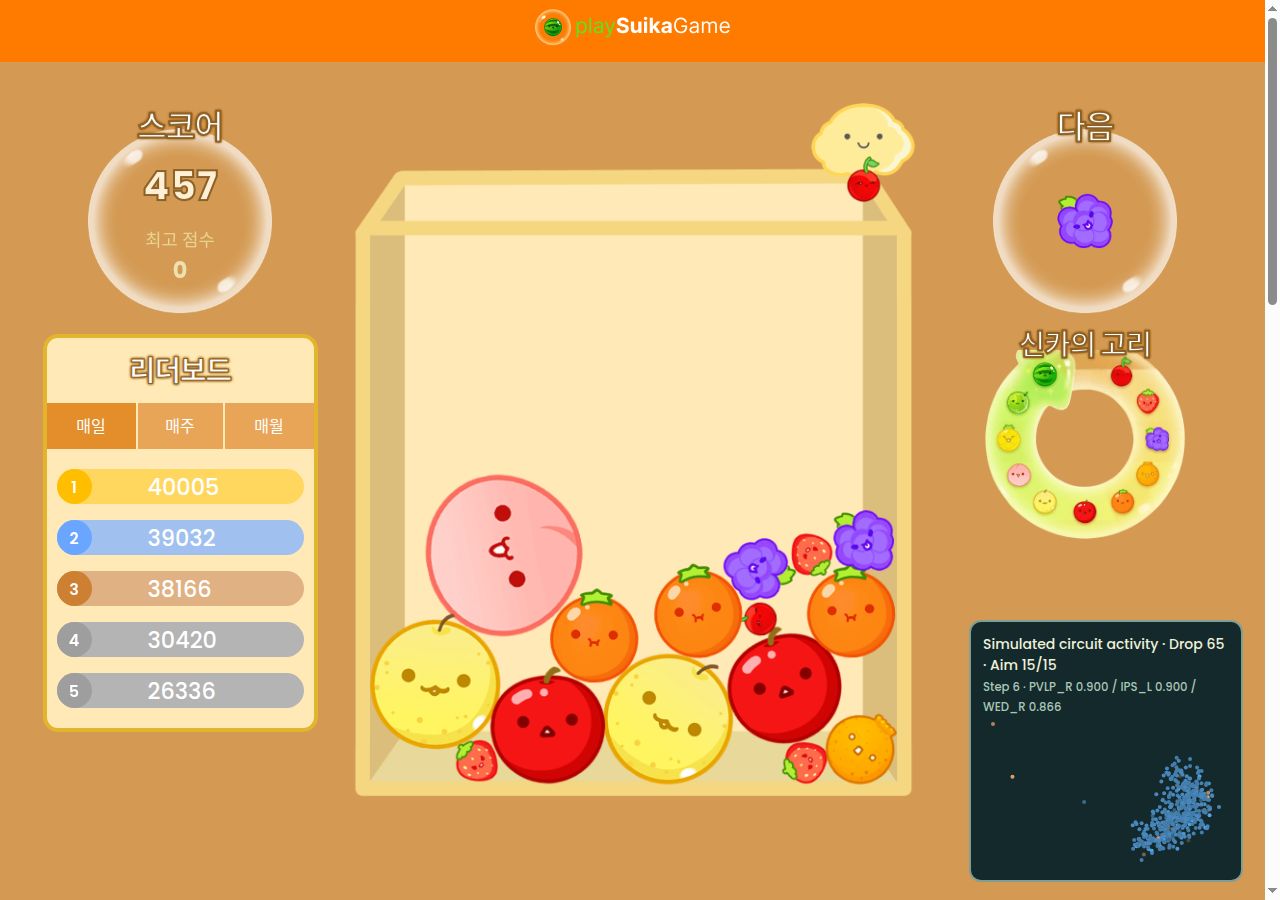 playSuikaGame
스코어
457
최고 점수
0
다음
신카의 고리
리더보드
매일
매주
매월
1
40005
2
39032
3
38166
4
30420
5
26336
Simulated circuit activity · Drop 65
· Aim 15/15
Step 6 · PVLP_R 0.900 / IPS_L 0.900 /
WED_R 0.866